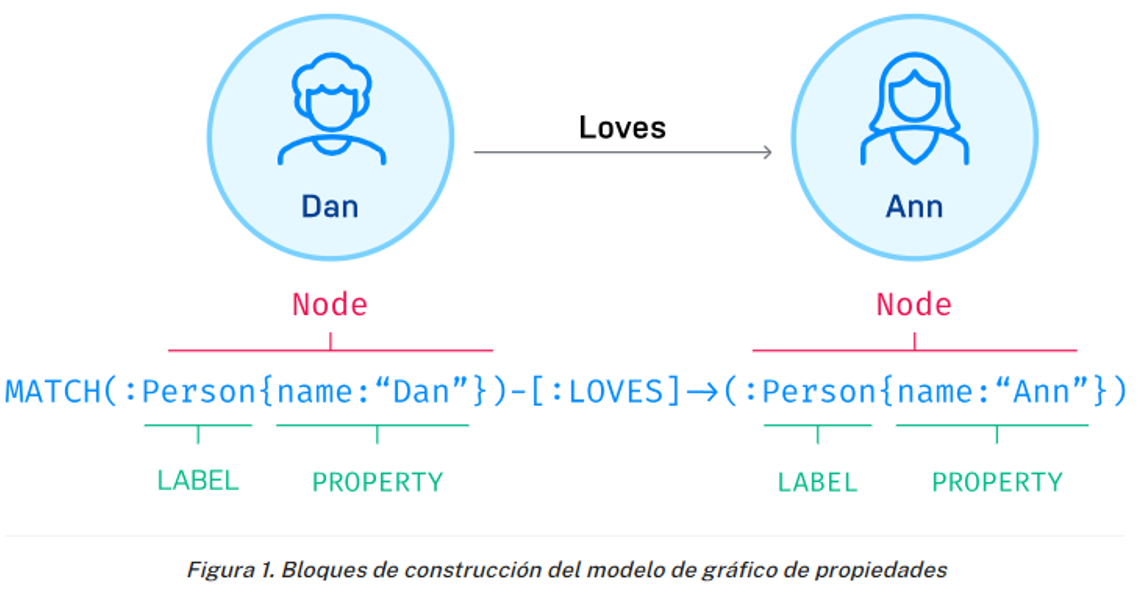 Loves
Dan Ann
Node Node
MATCH(:Person{name:“Dan”})-[:LOVES]→(:Person{name:“Ann”})
LABEL PROPERTY LABEL PROPERTY
Figura 1. Bloques de construcción del modelo de gráfico de propiedades